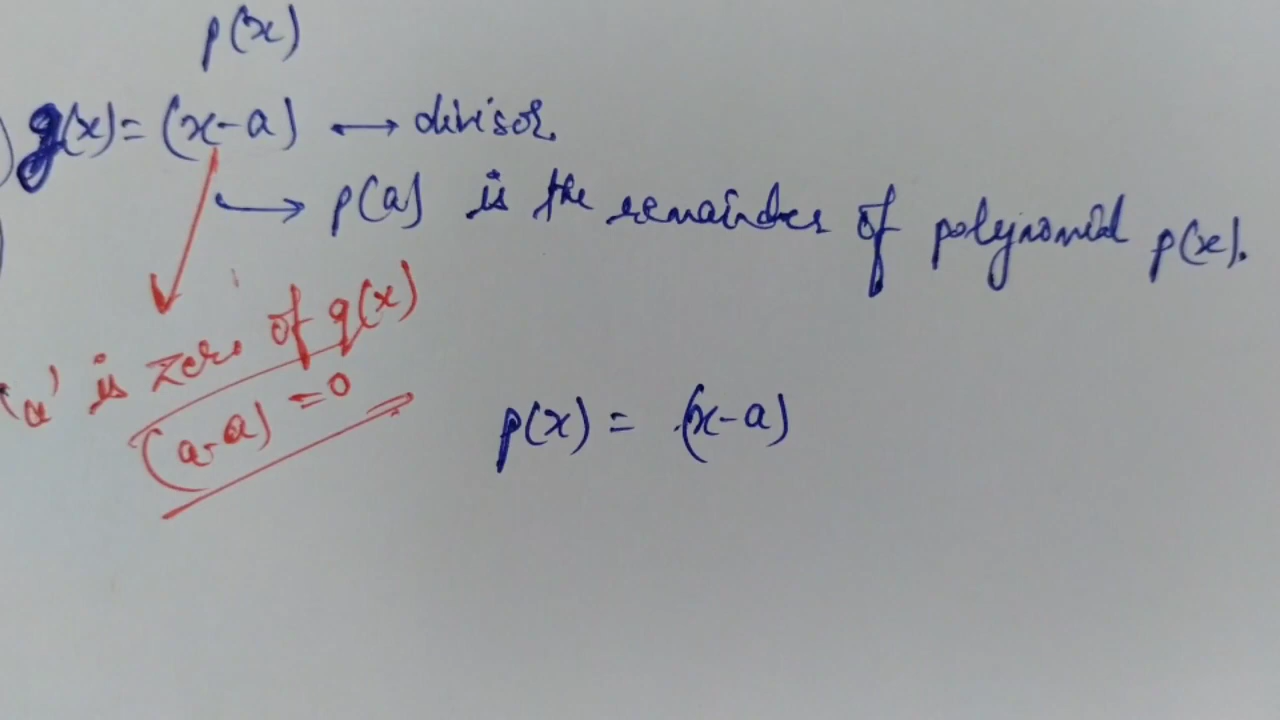 p(x)
g(x) = (x-a) → divisor.
→ p(a) is the remainder of polynomial p(x).
'a' is zero of g(x)
(a-a) = 0
p(x) = (x-a)